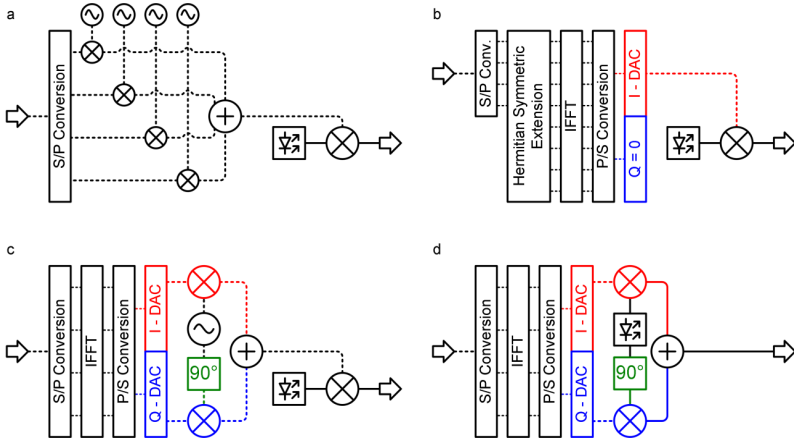 a
S/P Conversion
b
S/P Conv.
Hermitian Symmetric
Extension
IFFT
P/S Conversion
I - DAC
Q = 0
c
S/P Conversion
IFFT
P/S Conversion
I - DAC
Q - DAC
90°
d
S/P Conversion
IFFT
P/S Conversion
I - DAC
Q - DAC
90°